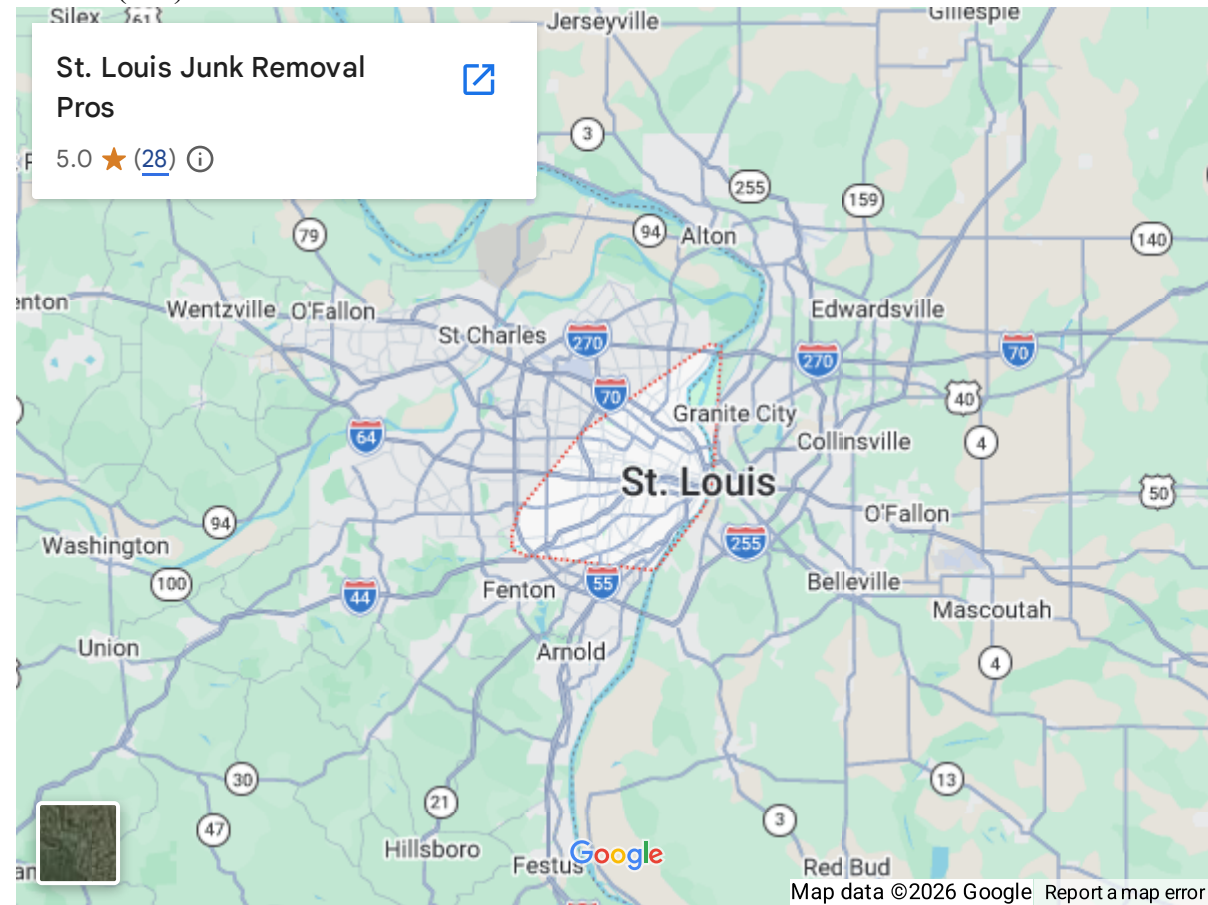 Silex
61
Jerseyville
Gillespie
St. Louis Junk Removal
Pros
5.0 ★ (28)
3
255
159
79
94
Alton
140
enton
Wentzville
O'Fallon
Edwardsville
St Charles
270
270
70
70
40
Granite City
64
Collinsville
4
St. Louis
50
94
O'Fallon
Washington
255
100
Fenton
55
Belleville
44
Mascoutah
Union
Arnold
4
30
13
21
3
47
Hillsboro
Festus
Google
Red Bud
Map data ©2026 Google
Report a map error